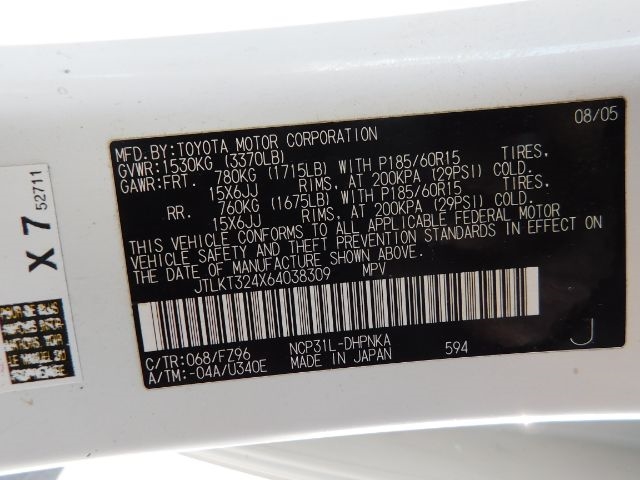 08/05
MFD.BY:TOYOTA MOTOR CORPORATION
GVWR:1530KG (3370LB)
GAWR:FRT. 780KG (1715LB) WITH P185/60R15 TIRES,
15X6JJ RIMS, AT 200KPA (29PSI) COLD.
RR. 760KG (1675LB) WITH P185/60R15 TIRES,
15X6JJ RIMS, AT 200KPA (29PSI) COLD.
THIS VEHICLE CONFORMS TO ALL APPLICABLE FEDERAL MOTOR
VEHICLE SAFETY AND THEFT PREVENTION STANDARDS IN EFFECT
ON THE DATE OF MANUFACTURE SHOWN ABOVE.
JTLKT324X64038309 MPV
C/TR:068/FZ96 NCP31L-DHPNKA 594 J
A/TM:-04A/U340E MADE IN JAPAN
X 7 52711